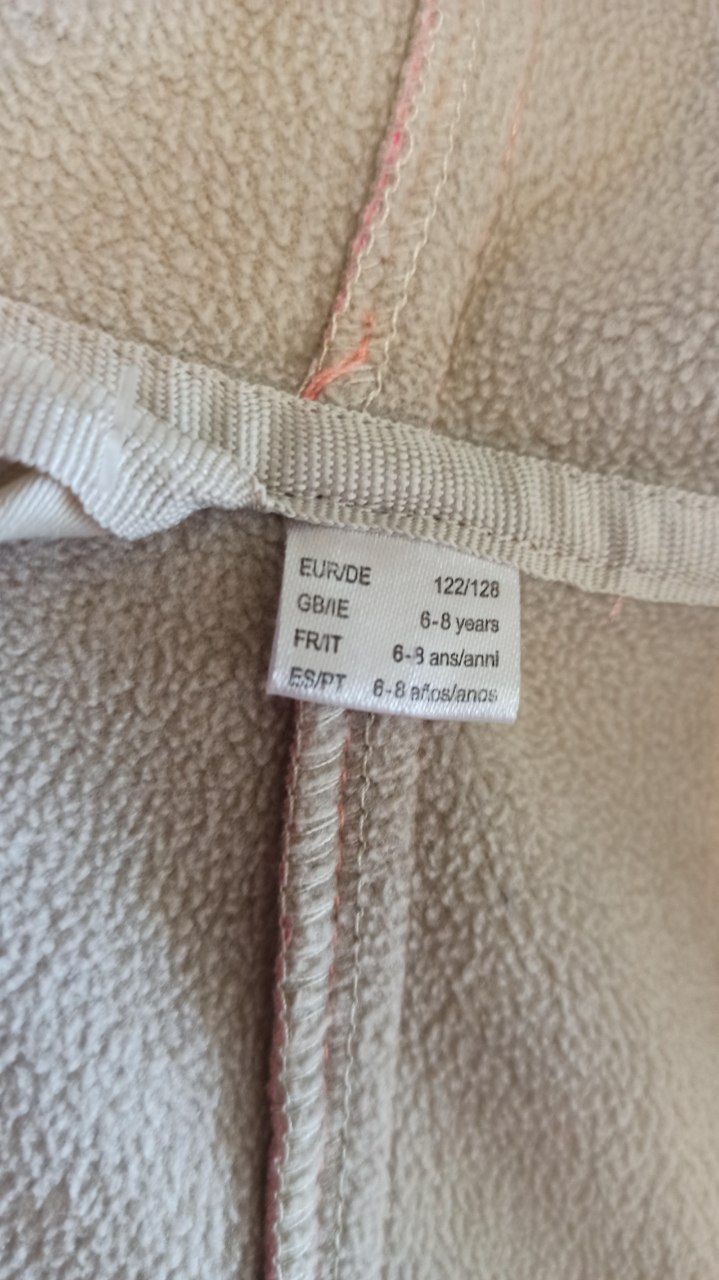 EUR/DE 122/128
GB/IE 6-8 years
FR/IT 6-8 ans/anni
ES/PT 6-8 años/anos